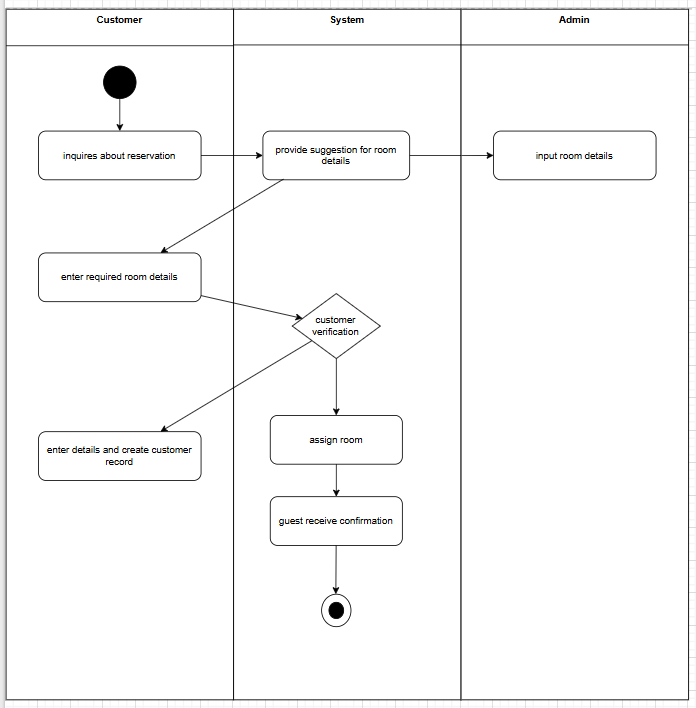 Customer
System
Admin
inquires about reservation
provide suggestion for room
details
input room details
enter required room details
customer
verification
assign room
enter details and create customer
record
guest receive confirmation